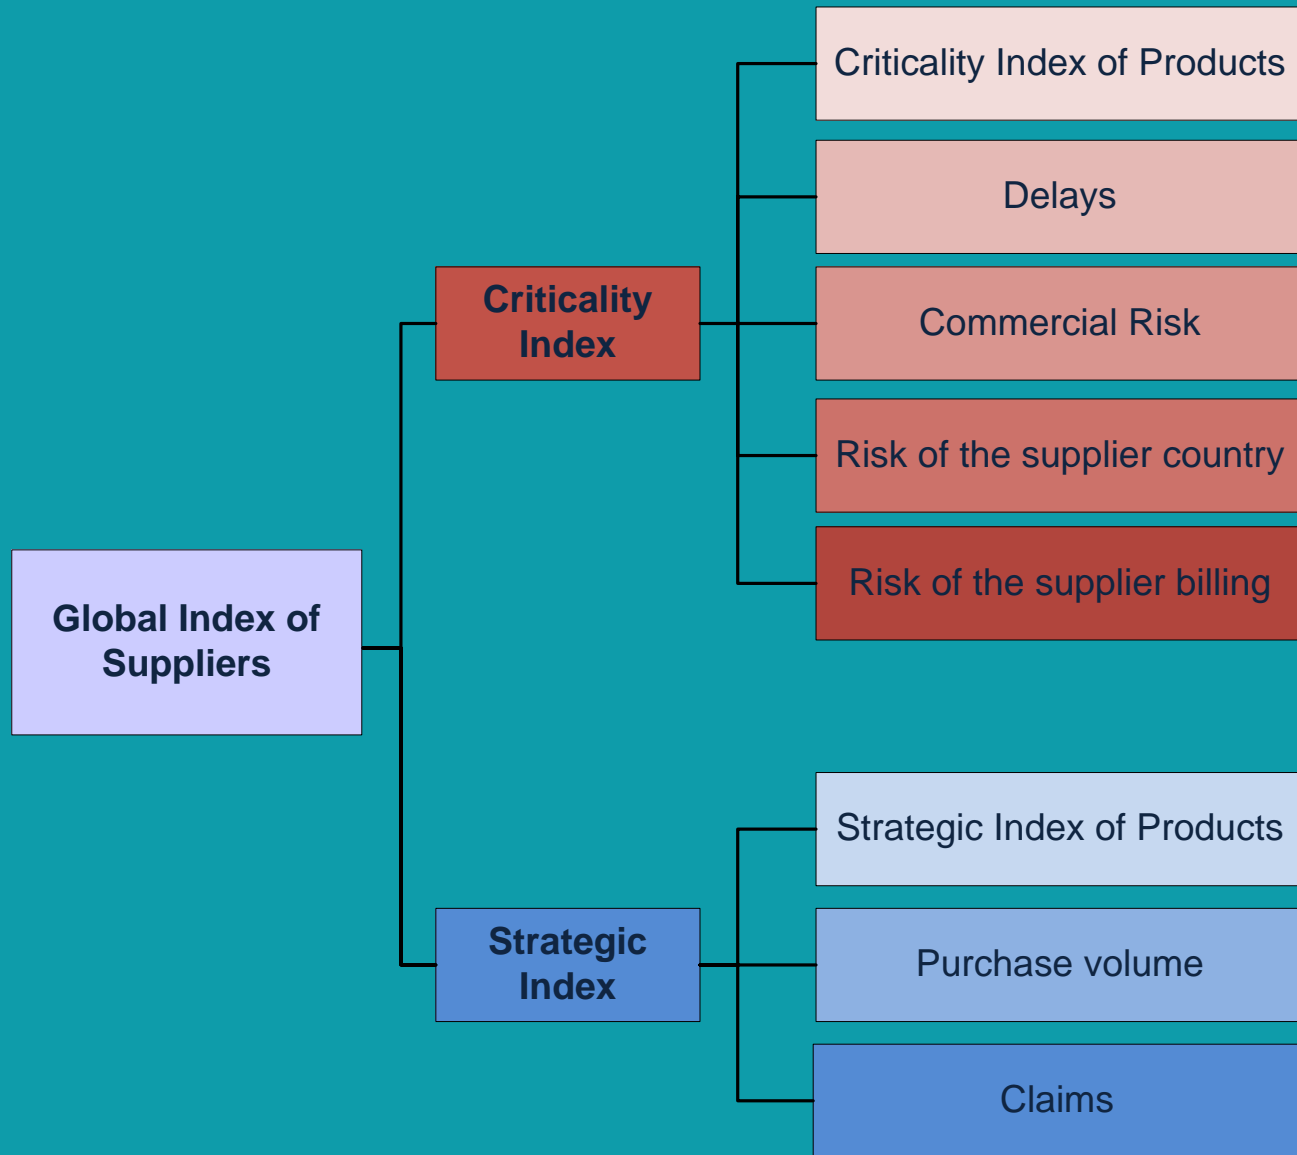 Criticality Index of Products
Delays
Criticality
Index
Commercial Risk
Risk of the supplier country
Risk of the supplier billing
Global Index of
Suppliers
Strategic Index of Products
Strategic
Index
Purchase volume
Claims